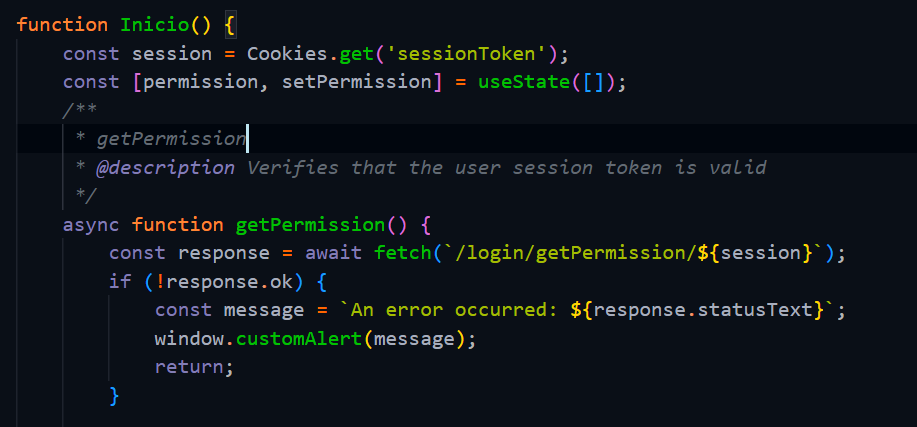 function Inicio() {
const session = Cookies.get('sessionToken');
const [permission, setPermission] = useState([]);
/**
* getPermission
* @description Verifies that the user session token is valid
*/
async function getPermission() {
const response = await fetch(`/login/getPermission/${session}`);
if (!response.ok) {
const message = `An error occurred: ${response.statusText}`;
window.customAlert(message);
return;
}